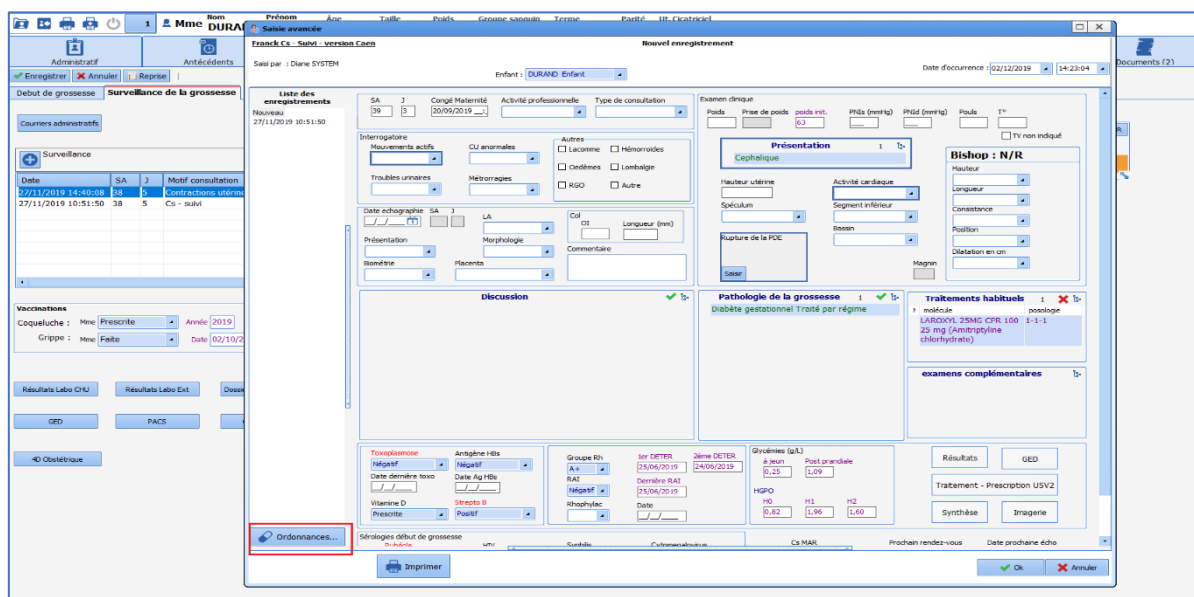 Nom Prénom Âge Taille Poids Groupe sanguin Terme Parité Ut. Cicatriciel
1 Mme DURA
Administratif Antécédents Documents (2)
Enregistrer Annuler Reprise
Debut de grossesse Surveillance de la grossesse
Courriers administratifs
Surveillance
Date SA J Motif consultation
27/11/2019 14:40:08 38 5 Contractions utérine
27/11/2019 10:51:50 38 5 Cs - suivi
Vaccinations
Coqueluche : Mme Prescrite Année 2019
Grippe : Mme Faite Date 02/10/2
Résultats Labo CHU Résultats Labo Ext Dossie
GED PACS
4D Obstétrique
Saisie avancée
Franck Cs - Suivi - version Caen Nouvel enregistrement
Saisi par : Diane SYSTEM
Enfant : DURAND Enfant
Date d'occurrence : 02/12/2019 14:23:04
Liste des
enregistrements
Nouveau
27/11/2019 10:51:50
Ordonnances...
SA J Congé Maternité Activité professionnelle Type de consultation
39 3 20/09/2019 __:_
Interrogatoire
Mouvements actifs CU anormales
Troubles urinaires Métrorragies
Autres
Lacomme Hémorroides
Oedèmes Lombalgie
RGO Autre
Date echographie SA J LA
_/_/___
Présentation Morphologie
Biométrie Placenta
Col
OI Longueur (mm)
Commentaire
Examen clinique
Poids Prise de poids poids init. PNIs (mmHg) PNId (mmHg) Pouls T°
63
TV non indiqué
Présentation 1
Cephalique
Hauteur utérine Activité cardiaque
Spéculum Segment inférieur
Bassin
Rupture de la PDE
Saisir
Magnin
Bishop : N/R
Hauteur
Longueur
Consistance
Position
Dilatation en cm
Discussion
Pathologie de la grossesse 1
Diabète gestationnel Traité par régime
Traitements habituels 1
? molécule posologie
LAROXYL 25MG CPR 100 1-1-1
25 mg (Amitriptyline
chlorhydrate)
examens complémentaires
Toxoplasmose Antigène HBs
Négatif Négatif
Date dernière toxo Date Ag HBs
_/_/___ _/_/___
Vitamine D Strepto B
Prescrite Positif
Groupe Rh 1er DETER 2ème DETER
A+ 25/06/2019 24/06/2019
RAI Dernière RAI
Négatif 25/06/2019
Rhophylac Date
_/_/___
Glycémies (g/L)
à jeun Post prandiale
0,25 1,09
HGPO
H0 H1 H2
0,82 1,96 1,60
Résultats GED
Traitement - Prescription USV2
Synthèse Imagerie
Sérologies début de grossesse
Rubéole HIV Syphilis Cytomegalovirus
Cs MAR Prochain rendez-vous Date prochaine écho
Imprimer Ok Annuler